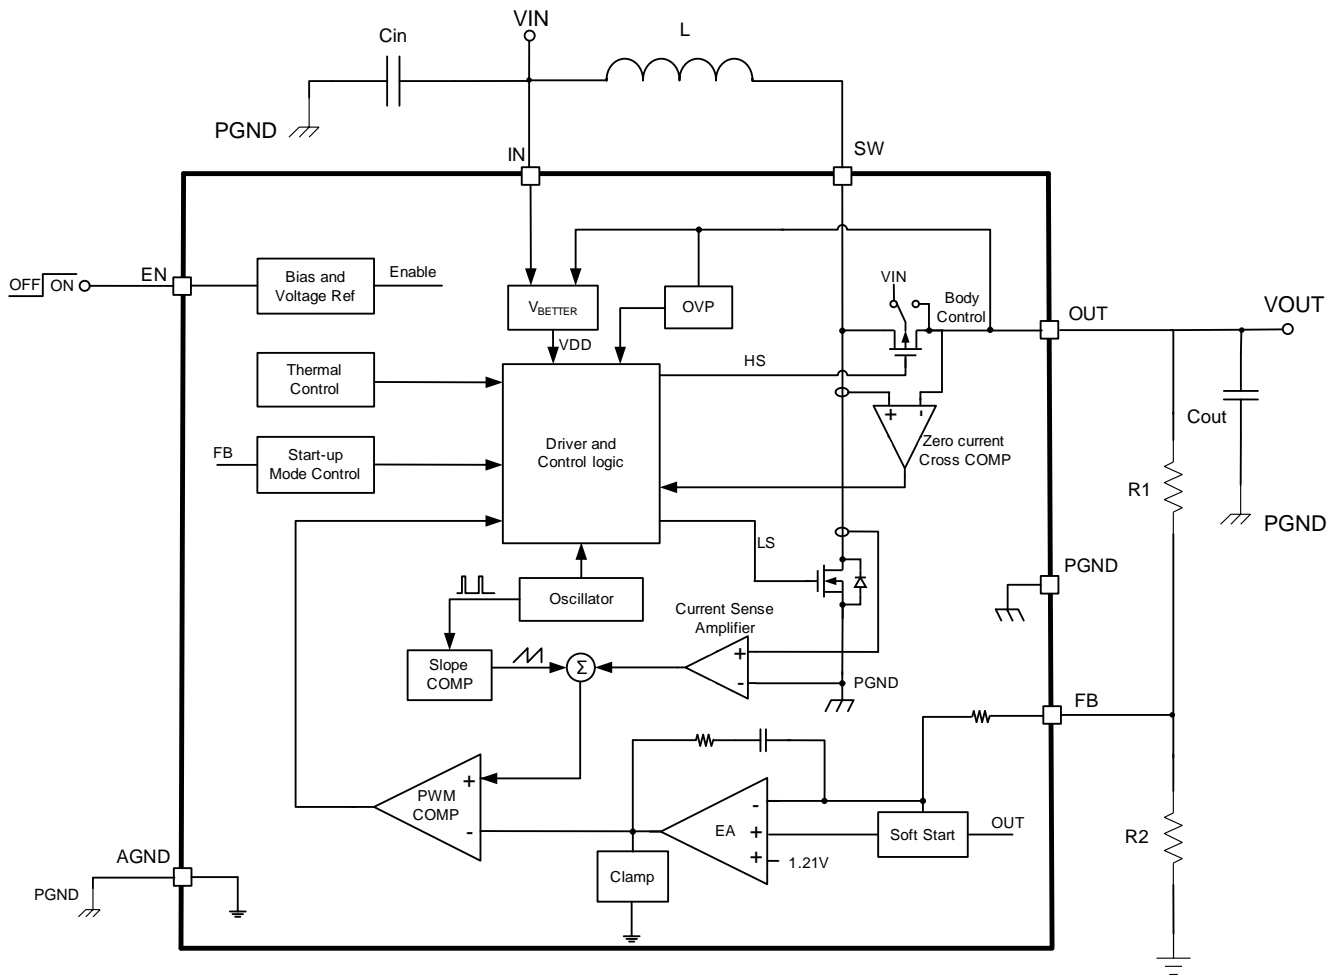 VIN
Cin
L
PGND
IN
SW
EN
OFF ON
Bias and
Voltage Ref
Enable
VBETTER
OVP
VIN
Body
Control
OUT
VOUT
VDD
Thermal
Control
HS
Cout
FB
Start-up
Mode Control
Driver and
Control logic
+ -
Zero current
Cross COMP
R1
PGND
LS
PGND
Oscillator
Current Sense
Amplifier
Slope
COMP
Σ
+
-
PGND
FB
PWM
COMP
+
-
EA
-
+
+
1.21V
Soft Start
OUT
R2
Clamp
AGND
PGND